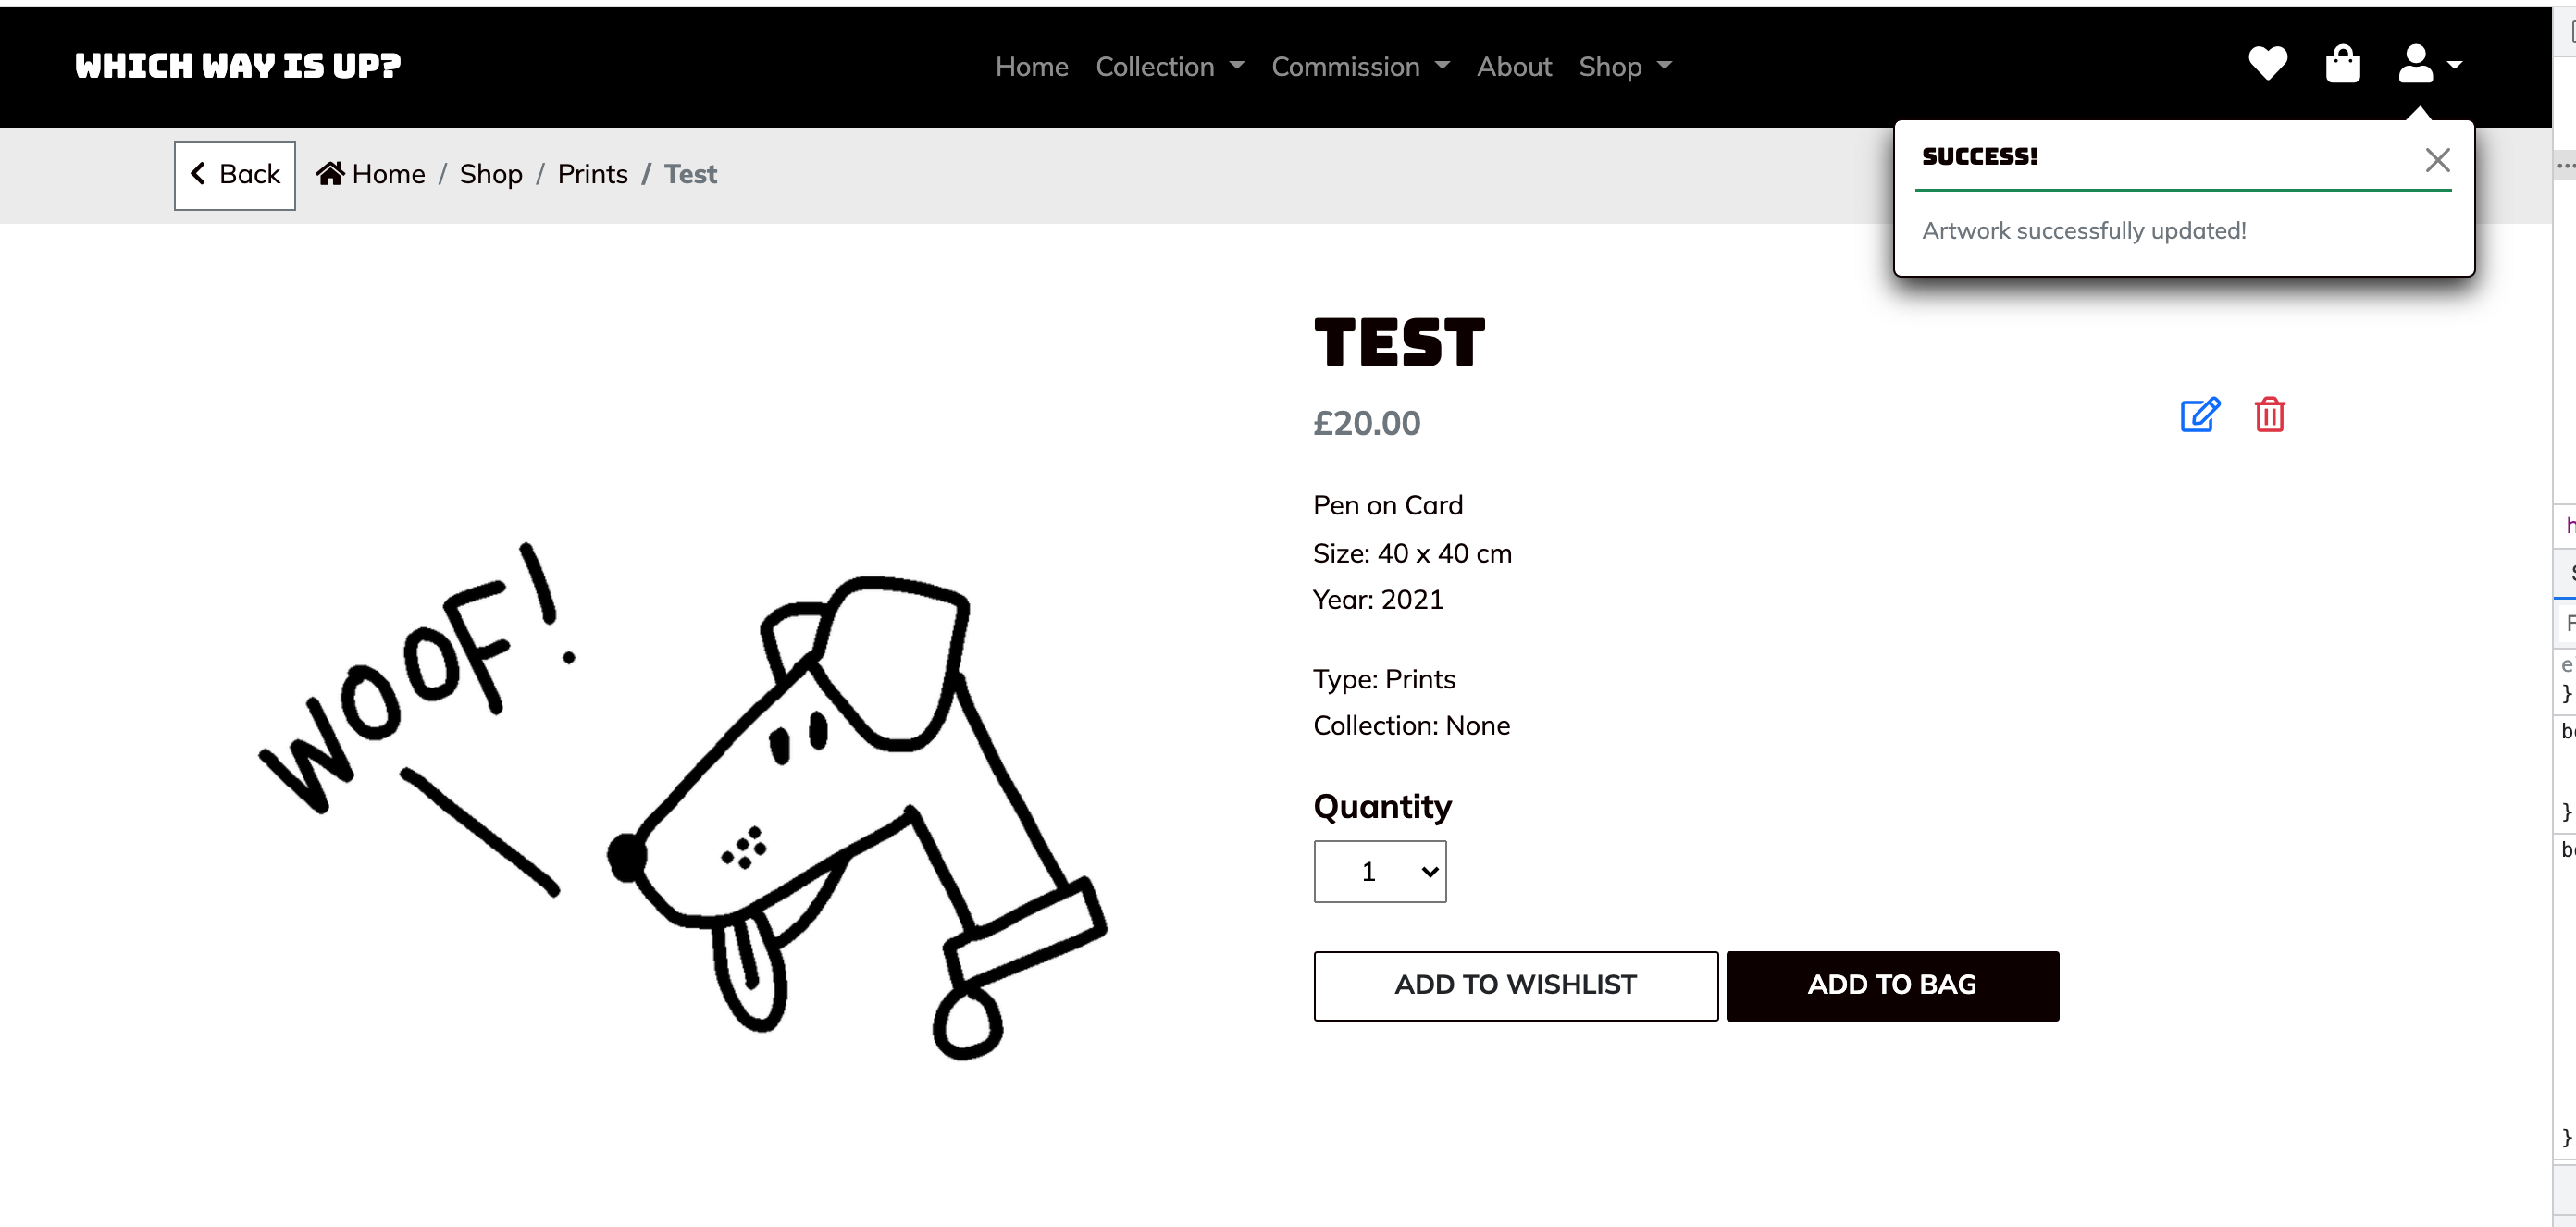 WHICH WAY IS UP?
Home Collection Commission About Shop
Back Home / Shop / Prints / Test
SUCCESS!
Artwork successfully updated!
TEST
£20.00
Pen on Card
Size: 40 x 40 cm
Year: 2021
Type: Prints
Collection: None
Quantity
1
ADD TO WISHLIST ADD TO BAG
WOOF!
}
}
}